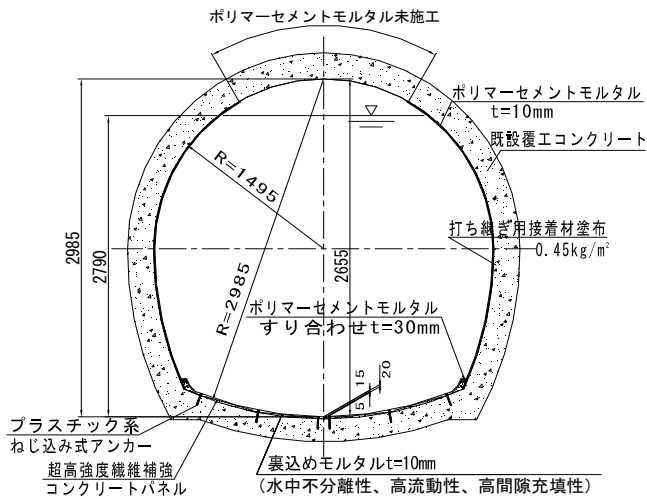 ポリマーセメントモルタル未施工
ポリマーセメントモルタル
t=10mm
既設覆工コンクリート
R=1495
打ち継ぎ用接着材塗布
0.45kg/㎡
2985
2790
2655
R=2985
ポリマーセメントモルタル
すり合わせt=30mm
5
15
20
プラスチック系
ねじ込み式アンカー
超高強度繊維補強
コンクリートパネル
裏込めモルタルt=10mm
(水中不分離性、高流動性、高間隙充填性)